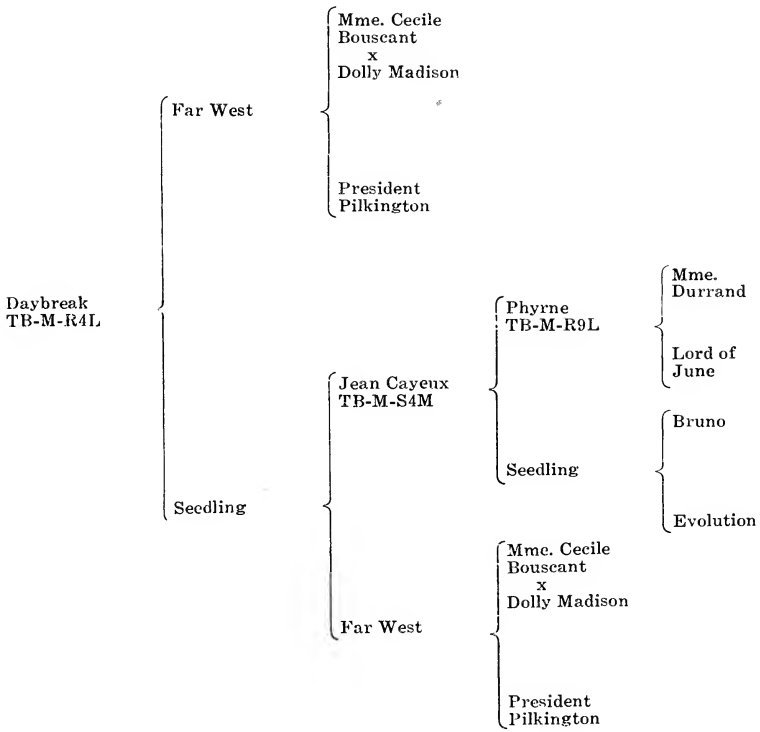 Mme. Cecile
Bouscant
x
Dolly Madison
Far West
President
Pilkington
Daybreak
TB-M-R4L
Mme.
Durrand
Phyrne
TB-M-R9L
Lord of
June
Jean Cayeux
TB-M-S4M
Bruno
Seedling
Evolution
Seedling
Mme. Cecile
Bouscant
x
Dolly Madison
Far West
President
Pilkington